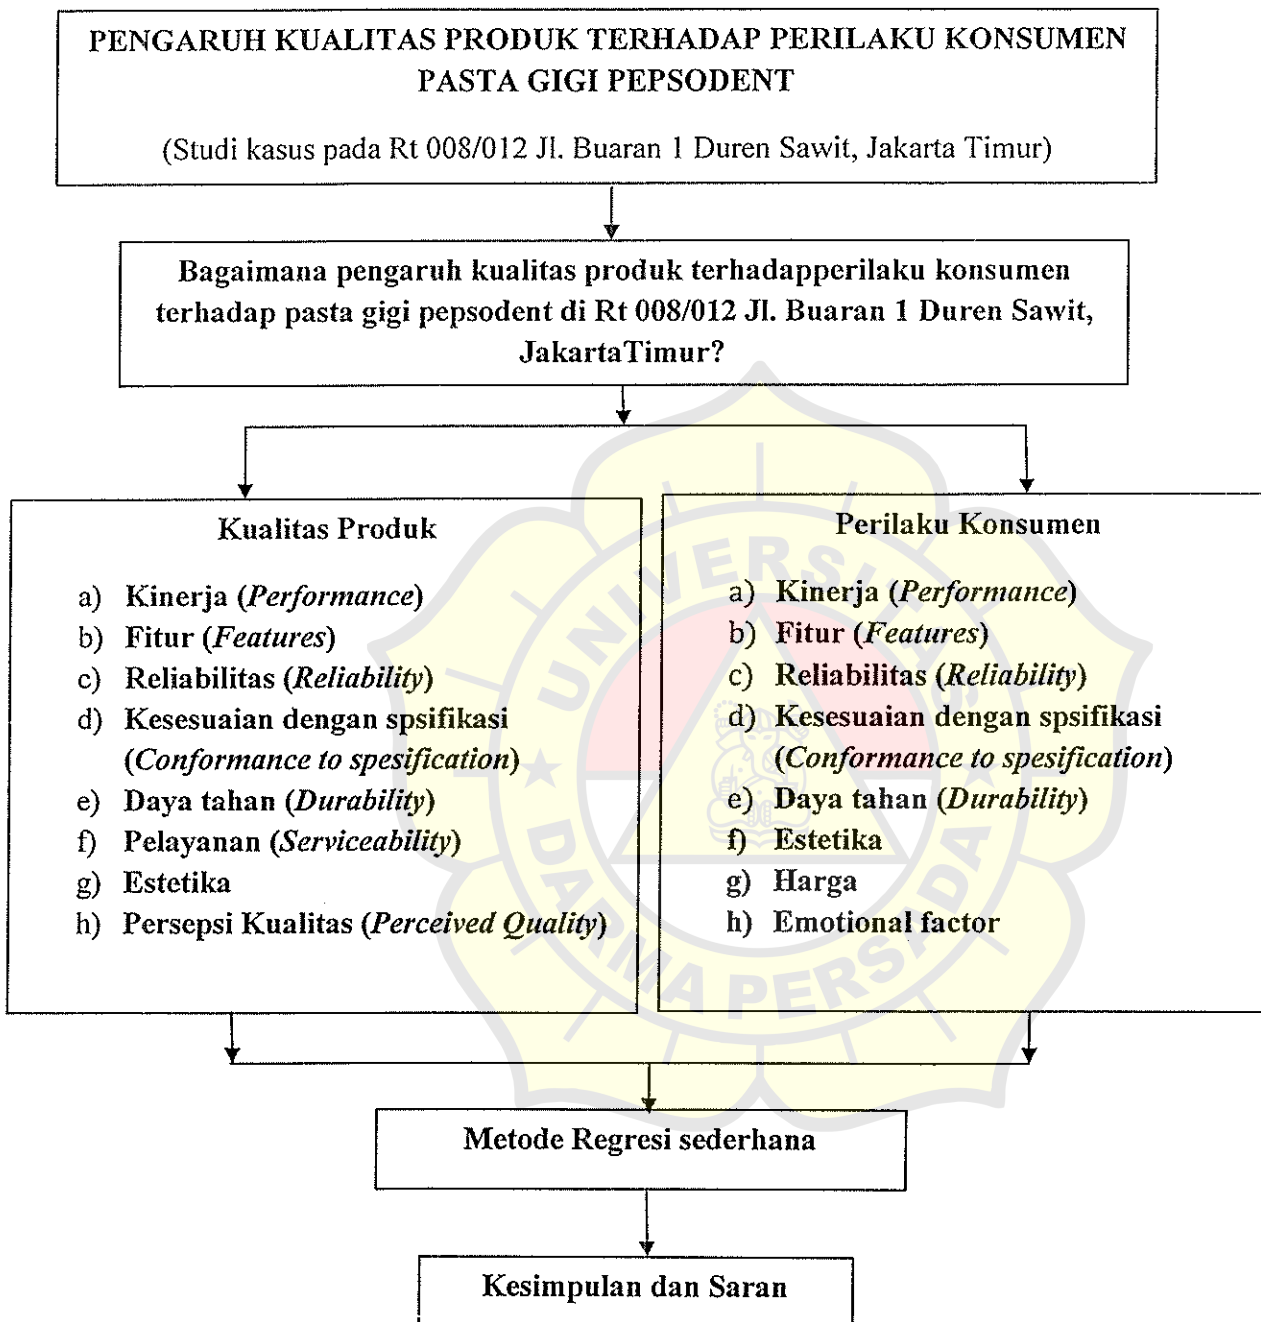 PENGARUH KUALITAS PRODUK TERHADAP PERILAKU KONSUMEN
PASTA GIGI PEPSODENT
(Studi kasus pada Rt 008/012 Jl. Buaran 1 Duren Sawit, Jakarta Timur)
Bagaimana pengaruh kualitas produk terhadapperilaku konsumen
terhadap pasta gigi pepsodent di Rt 008/012 Jl. Buaran 1 Duren Sawit,
JakartaTimur?
Kualitas Produk
a) Kinerja (Performance)
b) Fitur (Features)
c) Reliabilitas (Reliability)
d) Kesesuaian dengan spsifikasi
(Conformance to spesification)
e) Daya tahan (Durability)
f) Pelayanan (Serviceability)
g) Estetika
h) Persepsi Kualitas (Perceived Quality)
Perilaku Konsumen
a) Kinerja (Performance)
b) Fitur (Features)
c) Reliabilitas (Reliability)
d) Kesesuaian dengan spsifikasi
(Conformance to spesification)
e) Daya tahan (Durability)
f) Estetika
g) Harga
h) Emotional factor
UNIVERSITAS
DARMA PERSADA
Metode Regresi sederhana
Kesimpulan dan Saran